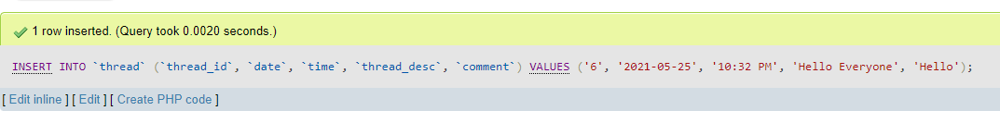 1 row inserted. (Query took 0.0020 seconds.)
INSERT INTO `thread` (`thread_id`, `date`, `time`, `thread_desc`, `comment`) VALUES ('6', '2021-05-25', '10:32 PM', 'Hello Everyone', 'Hello');
[ Edit inline ] [ Edit ] [ Create PHP code ]